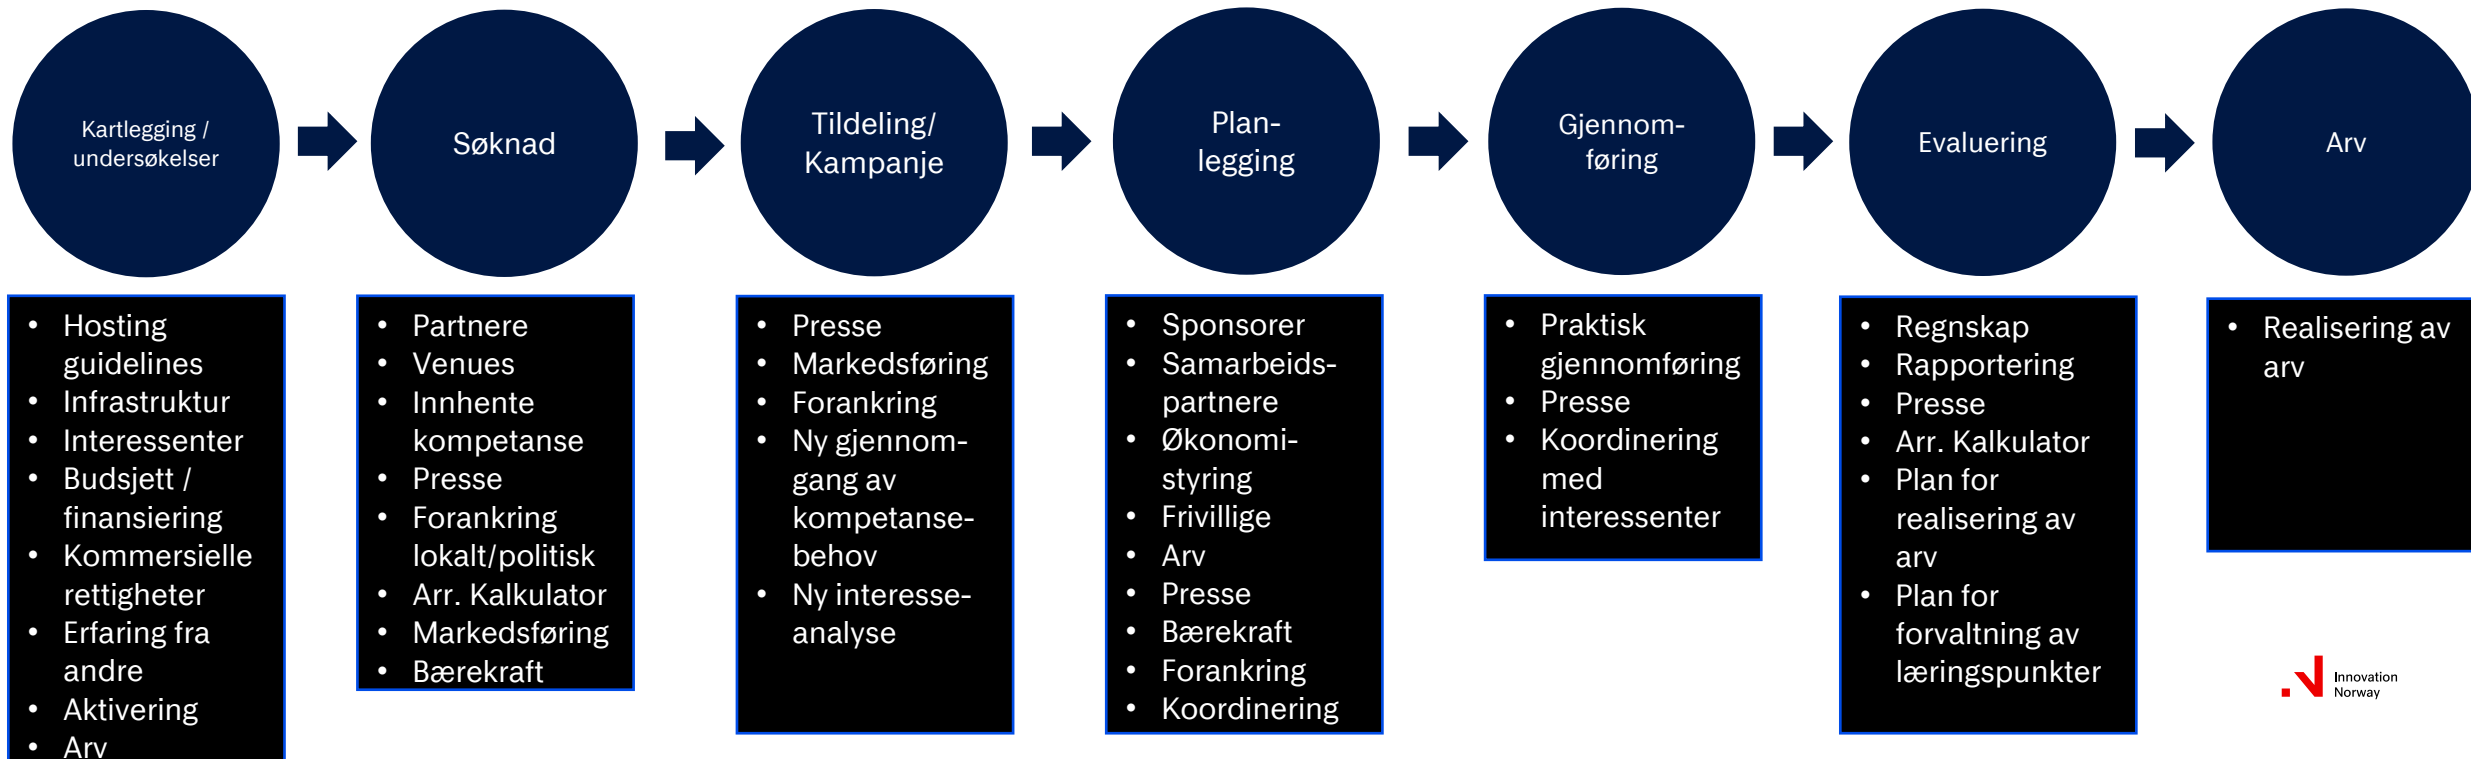 Kartlegging /
undersøkelser
Søknad
Tildeling/
Kampanje
Plan-
legging
Gjennom-
føring
Evaluering
Arv
• Hosting
guidelines
• Infrastruktur
• Interessenter
• Budsjett /
finansiering
• Kommersielle
rettigheter
• Erfaring fra
andre
• Aktivering
• Arv
• Partnere
• Venues
• Innhente
kompetanse
• Presse
• Forankring
lokalt/politisk
• Arr. Kalkulator
• Markedsføring
• Bærekraft
• Presse
• Markedsføring
• Forankring
• Ny gjennom-
gang av
kompetanse-
behov
• Ny interesse-
analyse
• Sponsorer
• Samarbeids-
partnere
• Økonomi-
styring
• Frivillige
• Arv
• Presse
• Bærekraft
• Forankring
• Koordinering
• Praktisk
gjennomføring
• Presse
• Koordinering
med
interessenter
• Regnskap
• Rapportering
• Presse
• Arr. Kalkulator
• Plan for
realisering av
arv
• Plan for
forvaltning av
læringspunkter
• Realisering av
arv
Innovation
Norway